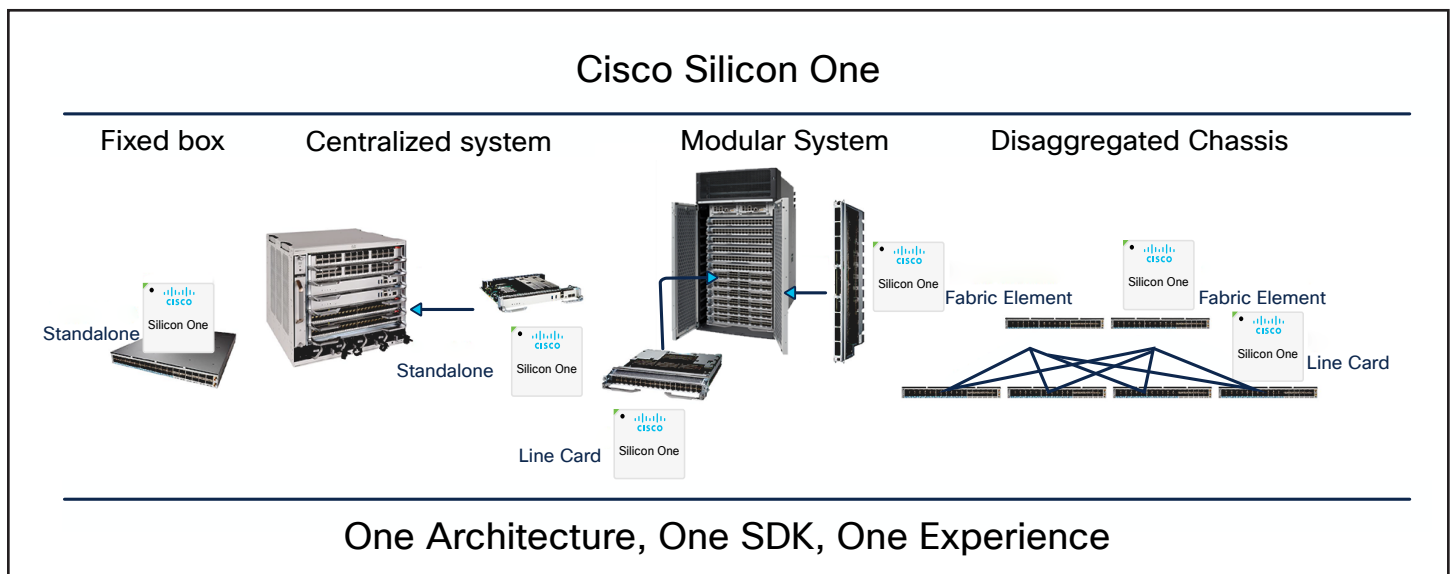 Cisco Silicon One
Fixed box
Centralized system
Modular System
Disaggregated Chassis
Standalone
CISCO
Silicon One
Standalone
CISCO
Silicon One
Line Card
CISCO
Silicon One
CISCO
Silicon One
Fabric Element
CISCO
Silicon One
Fabric Element
CISCO
Silicon One
Line Card
One Architecture, One SDK, One Experience